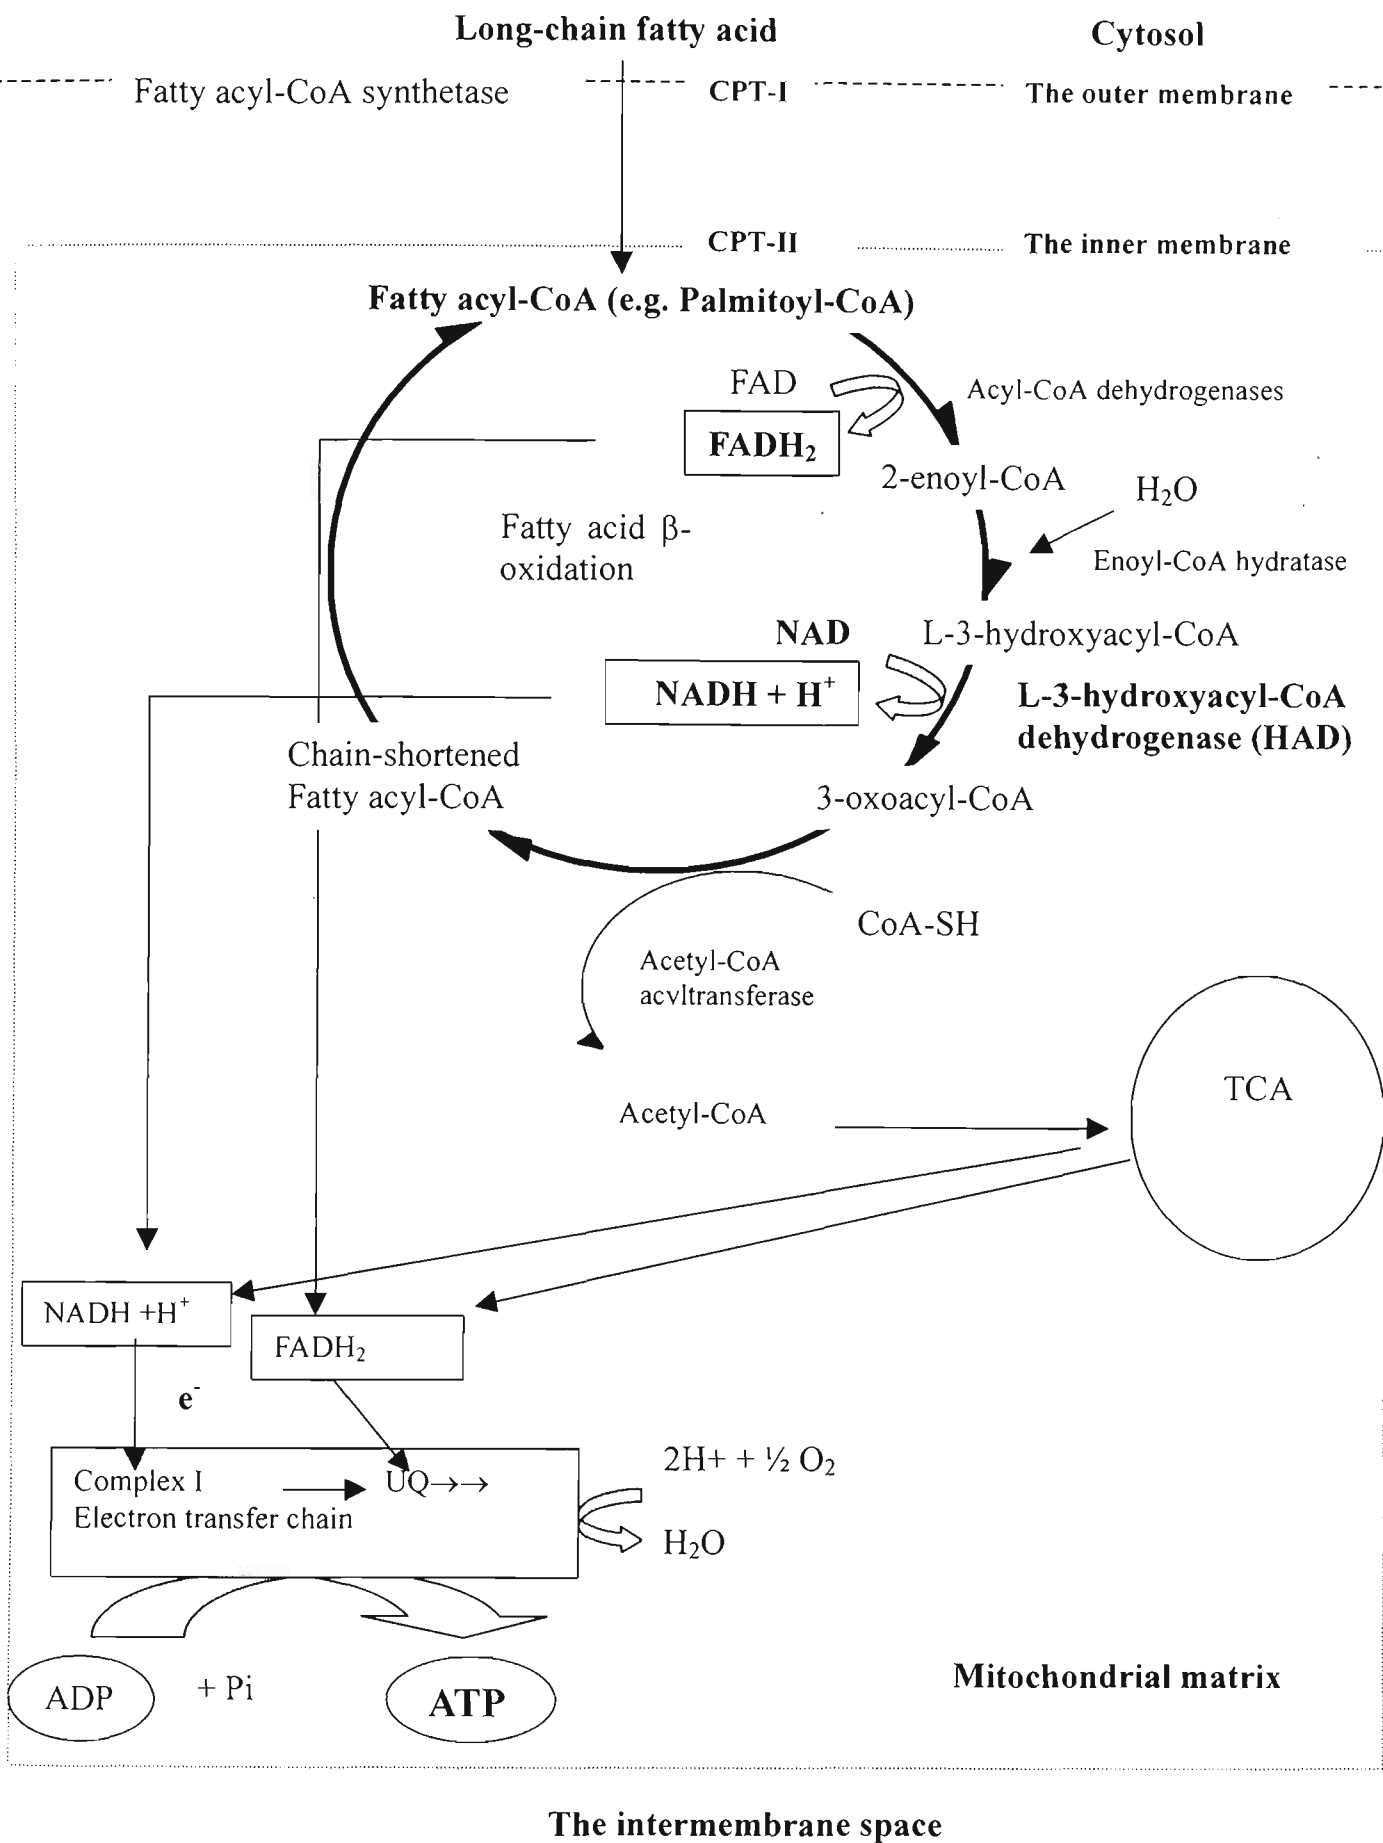 Long-chain fatty acid
Cytosol
Fatty acyl-CoA synthetase
CPT-I
The outer membrane
CPT-II
The inner membrane
Fatty acyl-CoA (e.g. Palmitoyl-CoA)
FAD
Acyl-CoA dehydrogenases
FADH₂
2-enoyl-CoA
H₂O
Fatty acid β-
oxidation
Enoyl-CoA hydratase
NAD
L-3-hydroxyacyl-CoA
NADH + H⁺
L-3-hydroxyacyl-CoA
dehydrogenase (HAD)
Chain-shortened
Fatty acyl-CoA
3-oxoacyl-CoA
CoA-SH
Acetyl-CoA
acvltransferase
TCA
Acetyl-CoA
NADH +H⁺
FADH₂
e⁻
2H+ + ½ O₂
Complex I
UQ→→
Electron transfer chain
H₂O
ADP
+ Pi
ATP
Mitochondrial matrix
The intermembrane space